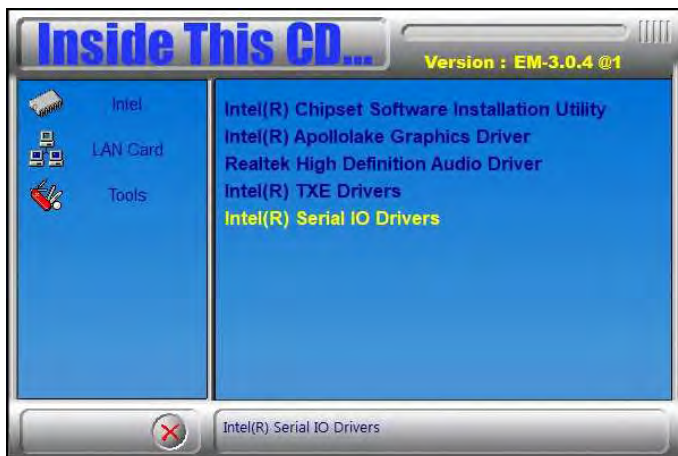 Inside This CD...
Version : EM-3.0.4 @1
Intel
LAN Card
Tools
Intel(R) Chipset Software Installation Utility
Intel(R) Apollolake Graphics Driver
Realtek High Definition Audio Driver
Intel(R) TXE Drivers
Intel(R) Serial IO Drivers
Intel(R) Serial IO Drivers